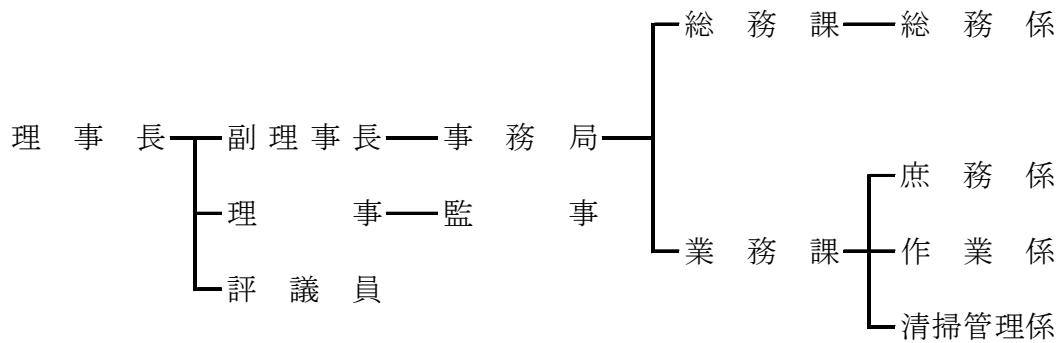 総務課 総務係
理事長 副理事長 事務局
庶務係
理事 監事
業務課 作業係
評議員
清掃管理係